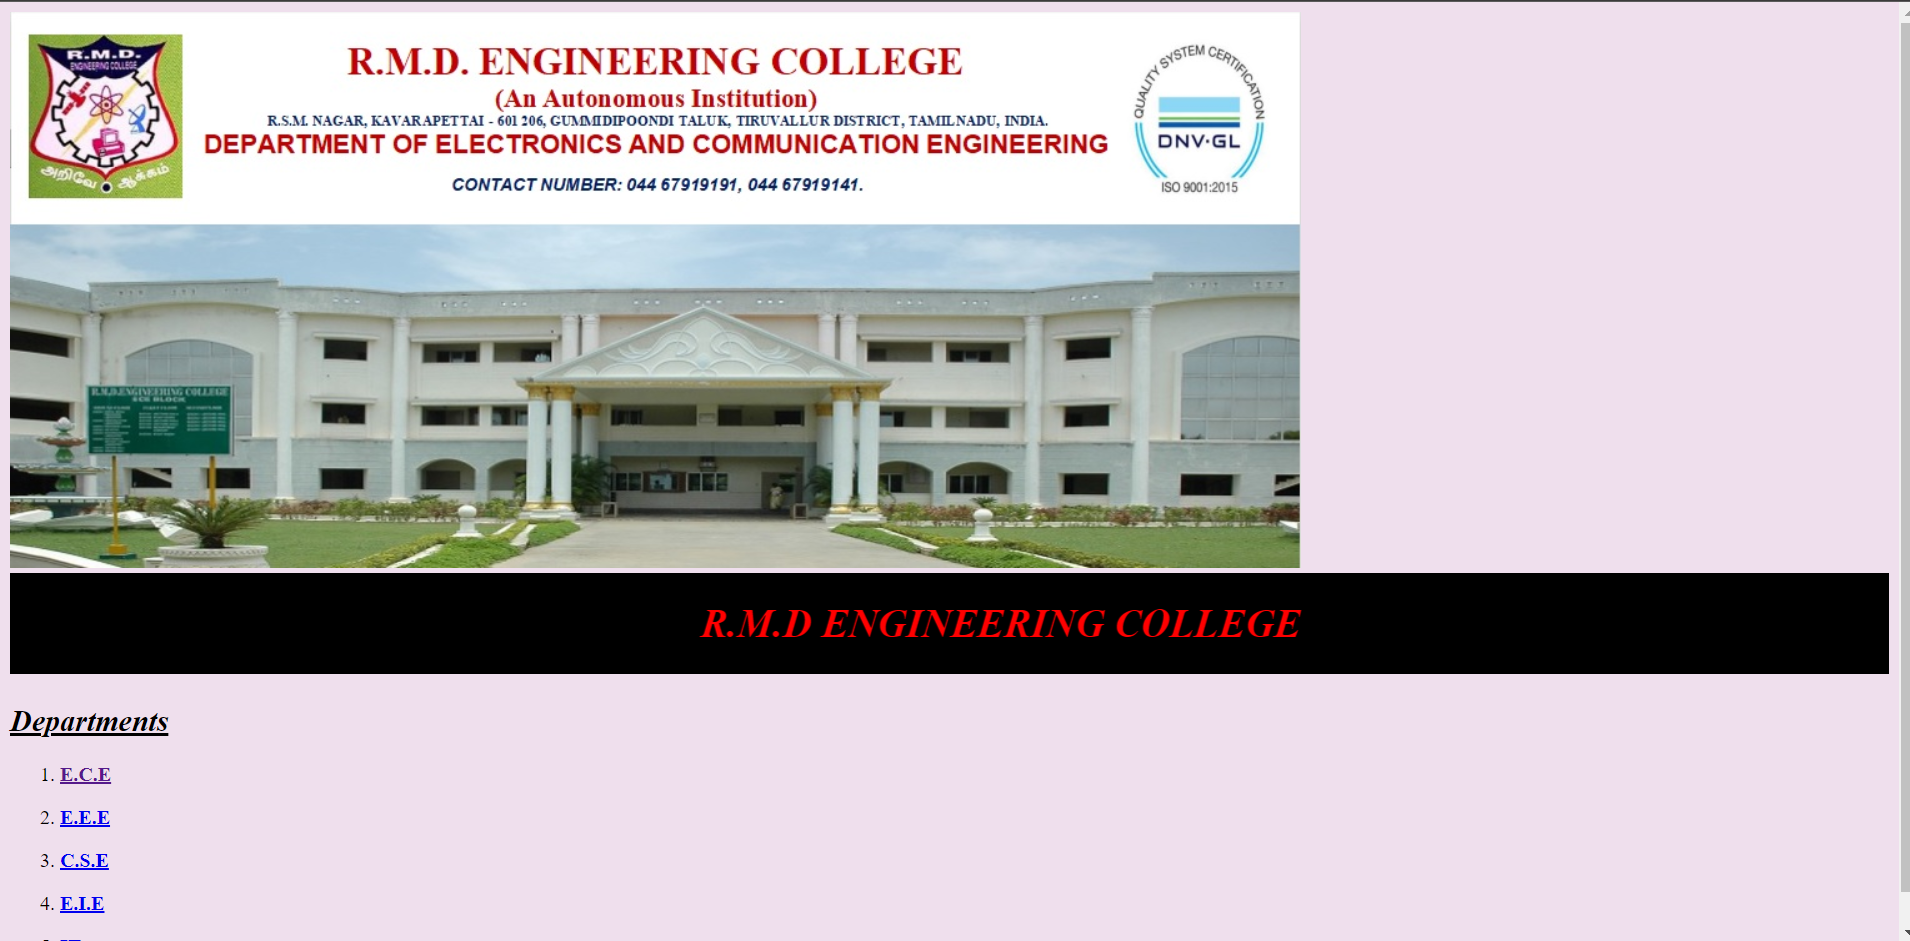 R.M.D.
ENGINEERING COLLEGE
அறிவே ஆக்கம்
R.M.D. ENGINEERING COLLEGE
(An Autonomous Institution)
R.S.M. NAGAR, KAVARAPETTAI - 601 206, GUMMIDIPOONDI TALUK, TIRUVALLUR DISTRICT, TAMILNADU, INDIA.
DEPARTMENT OF ELECTRONICS AND COMMUNICATION ENGINEERING
CONTACT NUMBER: 044 67919191, 044 67919141.
QUALITY SYSTEM CERTIFICATION
DNV·GL
ISO 9001:2015
R.M.D.ENGINEERING COLLEGE
ECE BLOCK
R.M.D ENGINEERING COLLEGE
Departments
1. E.C.E
2. E.E.E
3. C.S.E
4. E.I.E